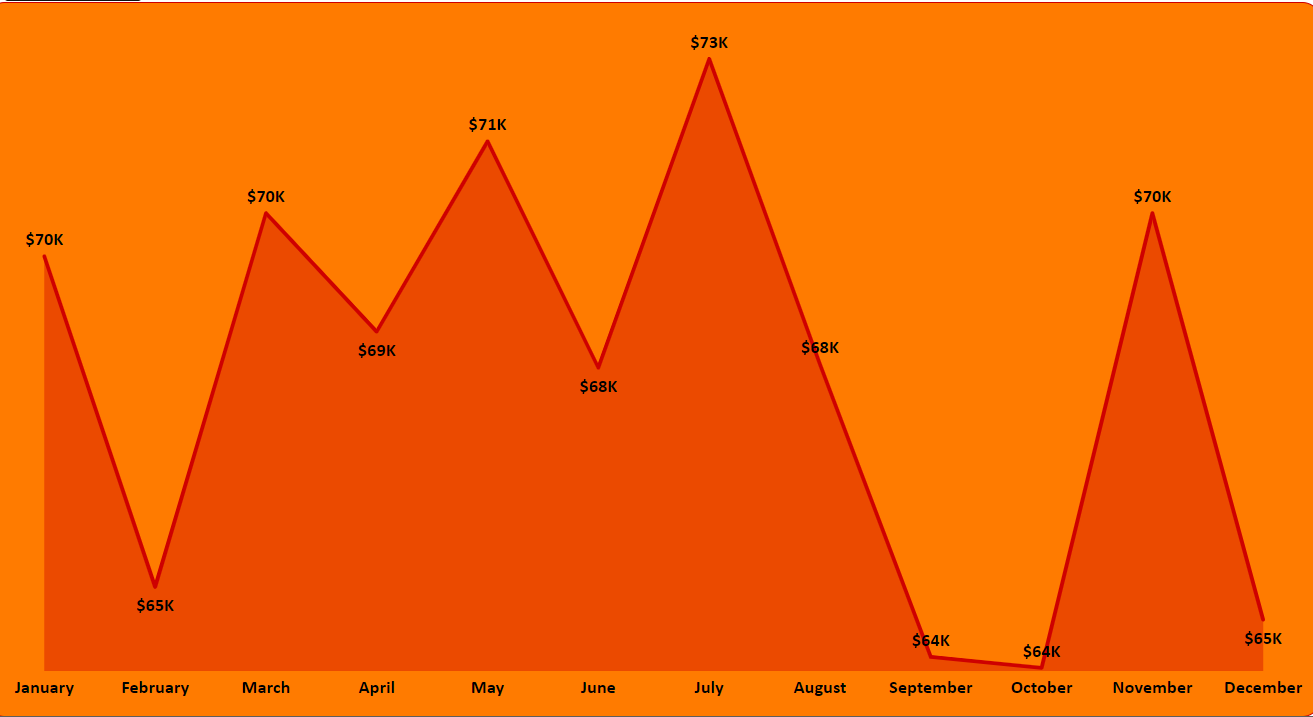 $73K
$71K
$70K
$70K
$70K
$69K
$68K
$68K
$65K
$64K
$64K
$65K
January February March April May June July August September October November December